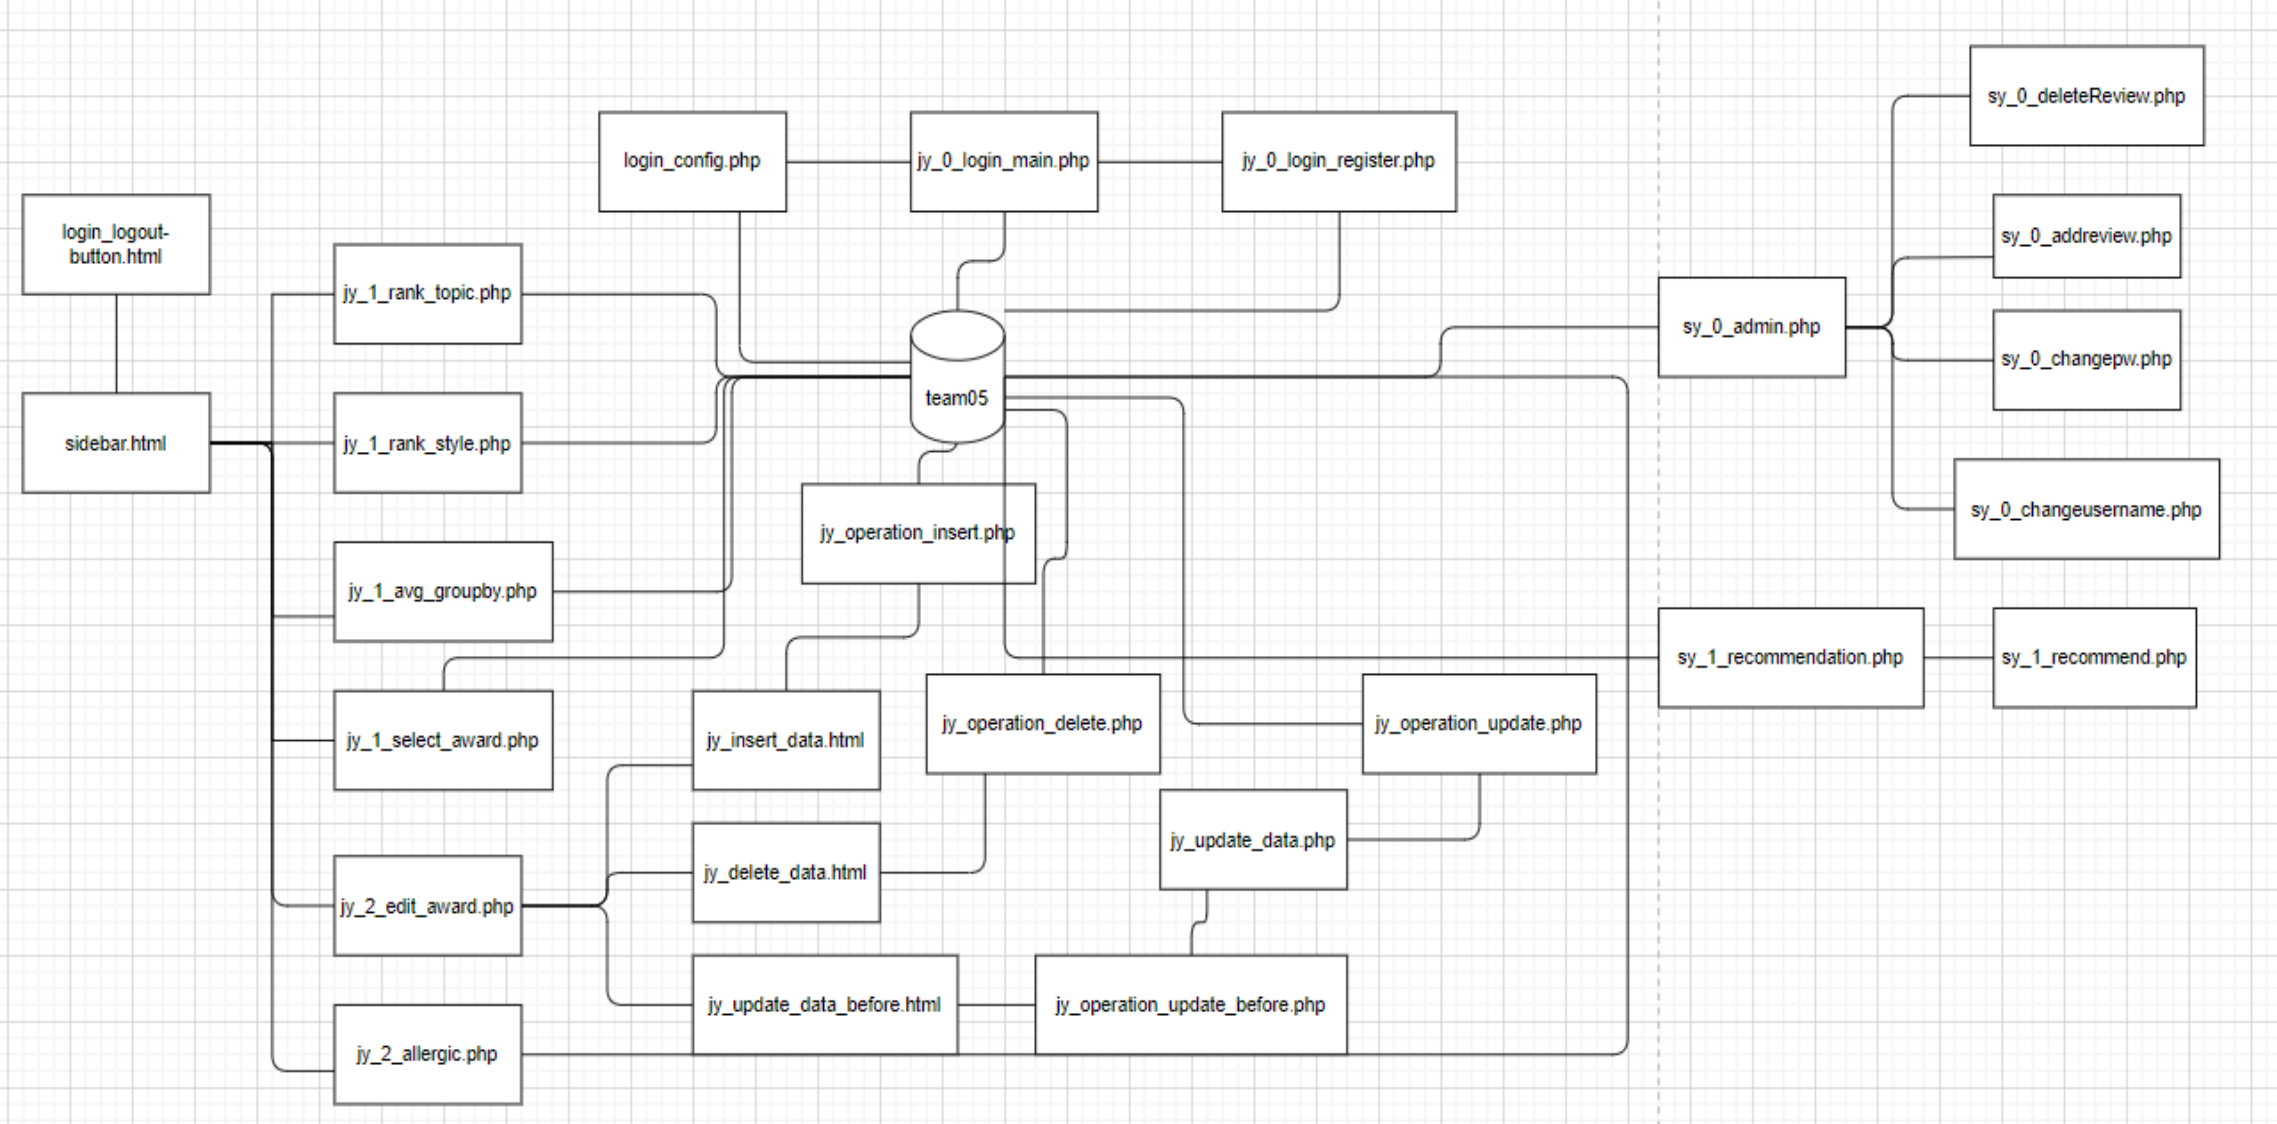 sy_0_deleteReview.php
login_config.php
jy_0_login_main.php
jy_0_login_register.php
login_logout-
button.html
sy_0_addreview.php
jy_1_rank_topic.php
sy_0_admin.php
sy_0_changepw.php
team05
sidebar.html
jy_1_rank_style.php
sy_0_changeusername.php
jy_operation_insert.php
jy_1_avg_groupby.php
sy_1_recommendation.php
sy_1_recommend.php
jy_1_select_award.php
jy_insert_data.html
jy_operation_delete.php
jy_operation_update.php
jy_update_data.php
jy_delete_data.html
jy_2_edit_award.php
jy_update_data_before.html
jy_operation_update_before.php
jy_2_allergic.php